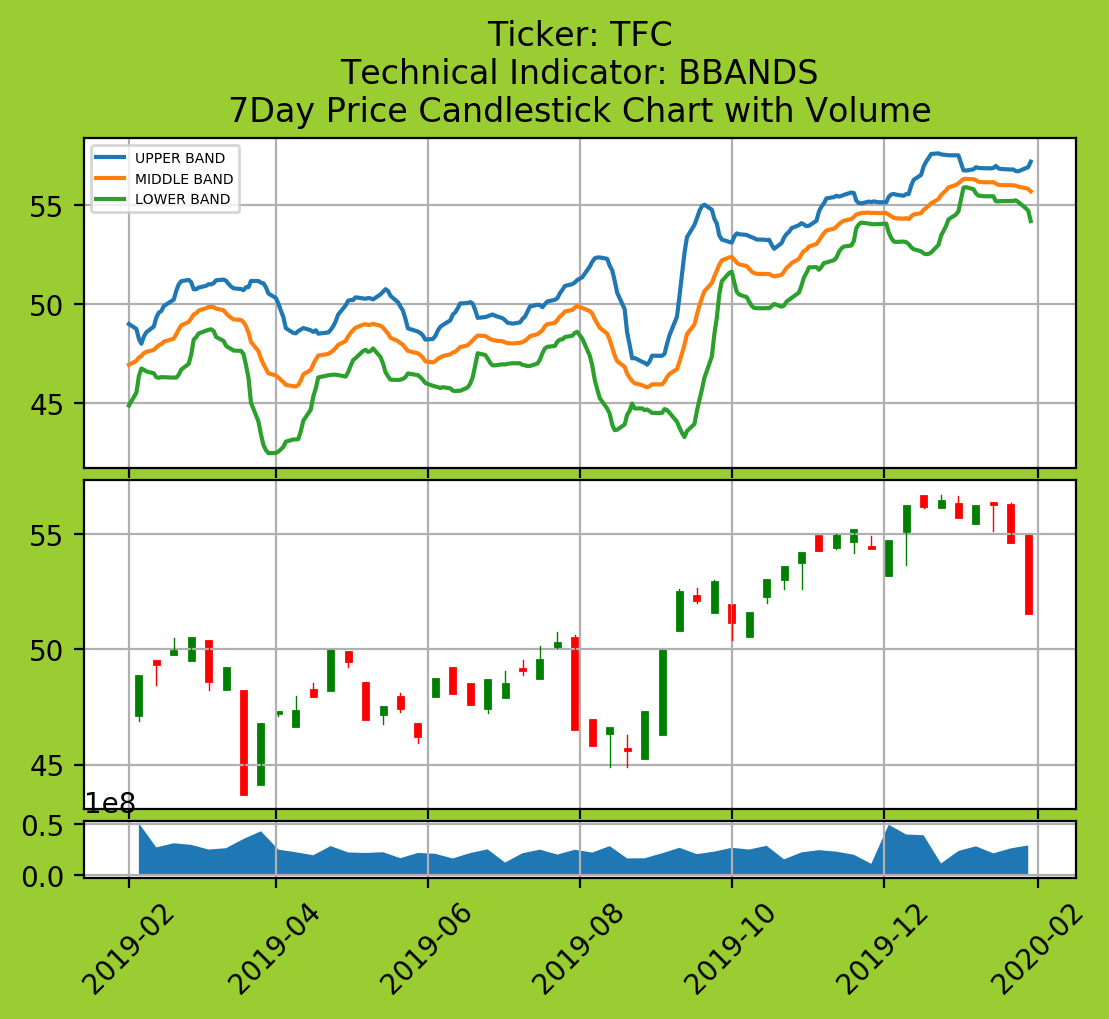 Ticker: TFC
Technical Indicator: BBANDS
7Day Price Candlestick Chart with Volume
UPPER BAND
MIDDLE BAND
LOWER BAND
55
50
45
55
50
45
1e8
0.5
0.0
2019-02
2019-04
2019-06
2019-08
2019-10
2019-12
2020-02